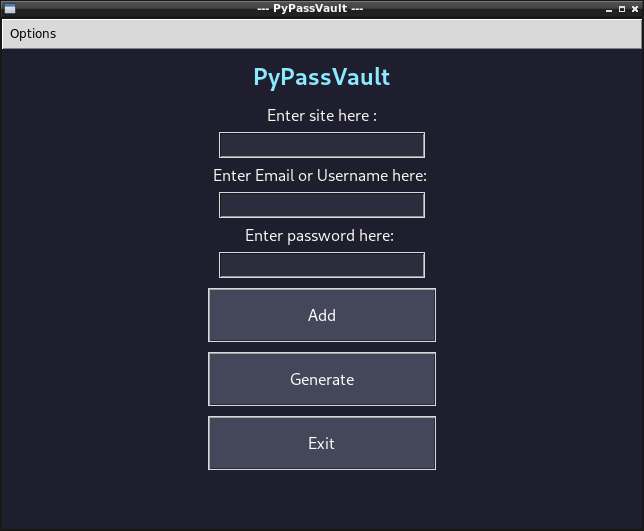 --- PyPassVault ---
Options
PyPassVault
Enter site here :
Enter Email or Username here:
Enter password here:
Add
Generate
Exit